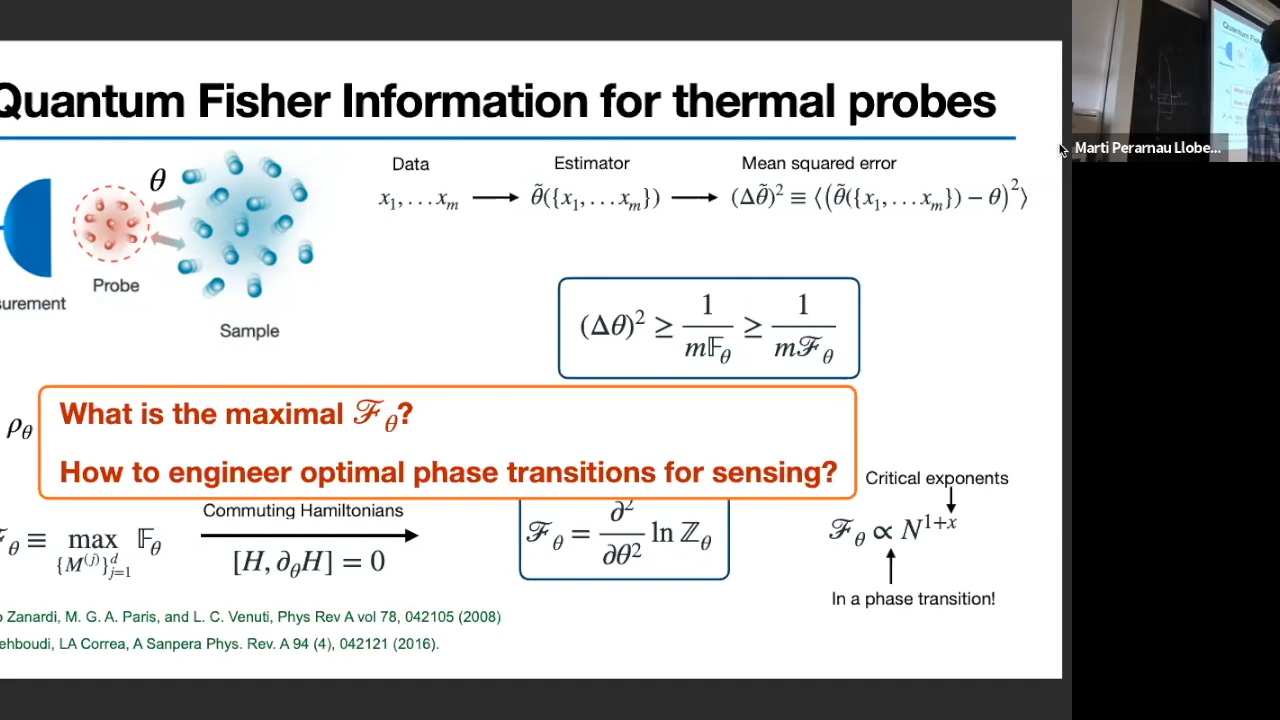 Quantum Fisher Information for thermal probes
θ
Data
Estimator
Mean squared error
x₁, … x_m ⟶ θ̃({x₁, … x_m}) ⟶ (Δθ̃)² ≡ ⟨(θ̃({x₁, … x_m}) − θ)²⟩
Probe
surement
Sample
(Δθ)² ≥ 1/(m𝔽_θ) ≥ 1/(mℱ_θ)
ρ_θ
What is the maximal ℱ_θ?
How to engineer optimal phase transitions for sensing?
Critical exponents
Commuting Hamiltonians
ℱ_θ ≡ max_{{M^(j)}_{j=1}^d} 𝔽_θ
[H, ∂_θH] = 0
ℱ_θ = ∂²/∂θ² ln ℤ_θ
ℱ_θ ∝ N^{1+x}
In a phase transition!
o Zanardi, M. G. A. Paris, and L. C. Venuti, Phys Rev A vol 78, 042105 (2008)
ehboudi, LA Correa, A Sanpera Phys. Rev. A 94 (4), 042121 (2016).
Marti Perarnau Llobe...